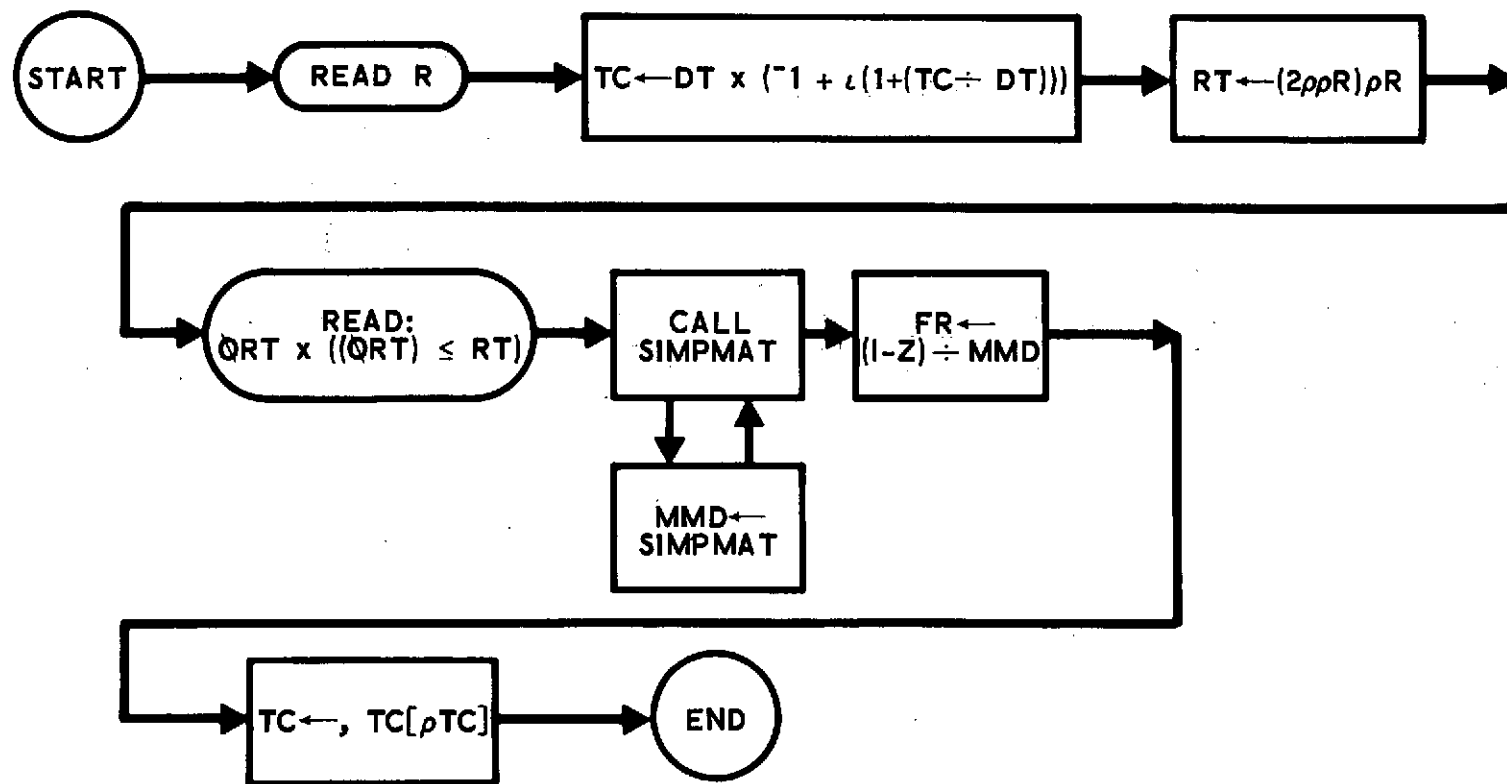 START
READ R
TC←DT x (¯1 + ι(1+(TC÷ DT)))
RT←(2ρρR)ρR
READ:
⍉RT x ((⍉RT) ≤ RT)
CALL
SIMPMAT
FR←
(I-Z) ÷ MMD
MMD←
SIMPMAT
TC←, TC[ρTC]
END